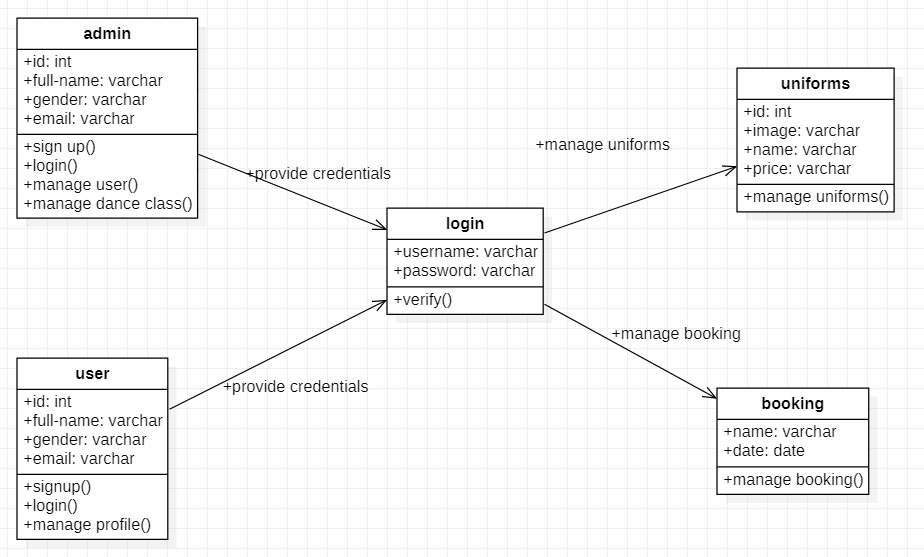 admin
+id: int
+full-name: varchar
+gender: varchar
+email: varchar
+sign up()
+login()
+manage user()
+manage dance class()
+provide credentials
login
+username: varchar
+password: varchar
+verify()
+manage uniforms
uniforms
+id: int
+image: varchar
+name: varchar
+price: varchar
+manage uniforms()
user
+id: int
+full-name: varchar
+gender: varchar
+email: varchar
+signup()
+login()
+manage profile()
+provide credentials
+manage booking
booking
+name: varchar
+date: date
+manage booking()